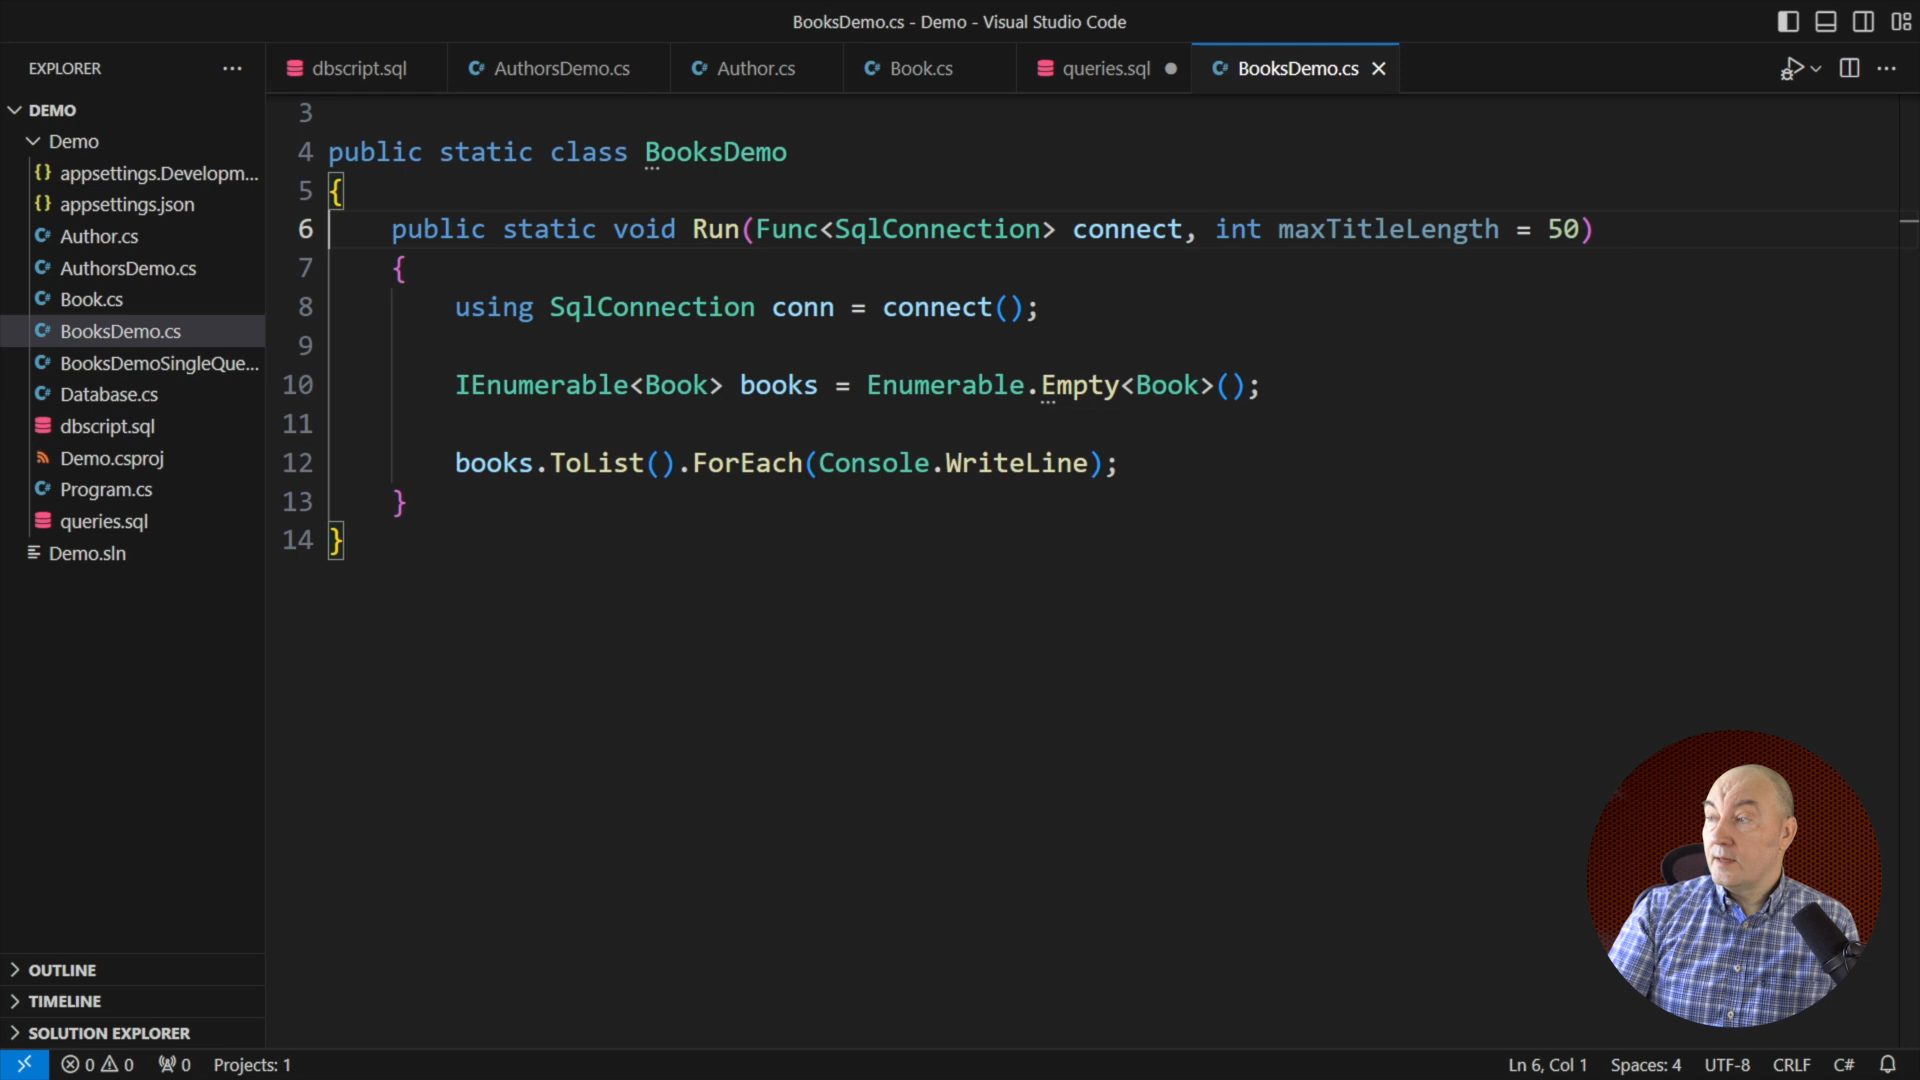 BooksDemo.cs - Demo - Visual Studio Code
EXPLORER
DEMO
Demo
appsettings.Developm...
appsettings.json
Author.cs
AuthorsDemo.cs
Book.cs
BooksDemo.cs
BooksDemoSingleQue...
Database.cs
dbscript.sql
Demo.csproj
Program.cs
queries.sql
Demo.sln
OUTLINE
TIMELINE
SOLUTION EXPLORER
dbscript.sql
AuthorsDemo.cs
Author.cs
Book.cs
queries.sql
BooksDemo.cs
3
4 public static class BooksDemo
5 {
6 public static void Run(Func<SqlConnection> connect, int maxTitleLength = 50)
7 {
8 using SqlConnection conn = connect();
9
10 IEnumerable<Book> books = Enumerable.Empty<Book>();
11
12 books.ToList().ForEach(Console.WriteLine);
13 }
14 }
0 0 0 Projects: 1 Ln 6, Col 1 Spaces: 4 UTF-8 CRLF C#